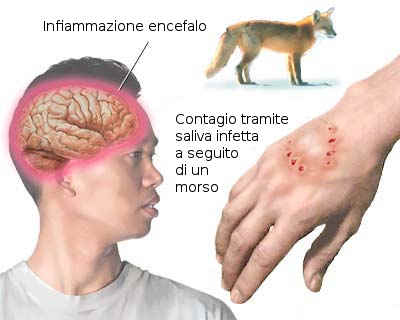 Infiammazione encefalo
Contagio tramite
saliva infetta
a seguito
di un
morso